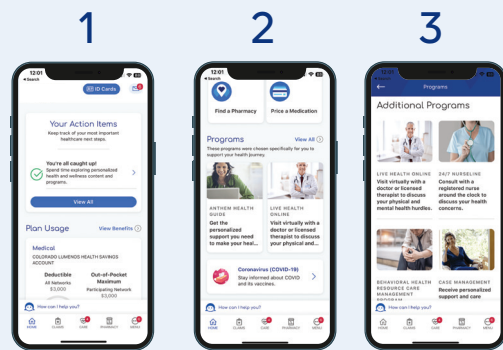 1
2
3
12:01
Search
ID Cards
Your Action Items
Keep track of your most important
healthcare next steps.
You're all caught up!
Spend time exploring personalized
health and wellness content and
programs.
View All
Plan Usage
View Benefits
Medical
COLORADO LUMENOS HEALTH SAVINGS
ACCOUNT
Deductible
All Networks
$3,000
Out-of-Pocket
Maximum
Participating Network
$3,000
How can I help you?
HOME
CLAIMS
CARE
PHARMACY
MENU
12:01
Search
Find a Pharmacy
Price a Medication
Programs
View All
These programs were chosen specifically for you to
support your health journey.
ANTHEM HEALTH
GUIDE
Get the
personalized
support you need
to make your heal...
LIVE HEALTH
ONLINE
Visit virtually with a
doctor or licensed
therapist to discuss
your physical and...
Coronavirus (COVID-19)
Stay informed about COVID
and its vaccines.
How can I help you?
HOME
CLAIMS
CARE
PHARMACY
MENU
12:01
Search
Programs
Additional Programs
LIVE HEALTH ONLINE
Visit virtually with a
doctor or licensed
therapist to discuss
your physical and
mental health hurdles.
24/7 NURSELINE
Consult with a
registered nurse
around the clock to
discuss your health
concerns.
BEHAVIORAL HEALTH
RESOURCE CARE
MANAGEMENT
PROGRAM
CASE MANAGEMENT
Receive personalized
support and care
How can I help you?
HOME
CLAIMS
CARE
PHARMACY
MENU